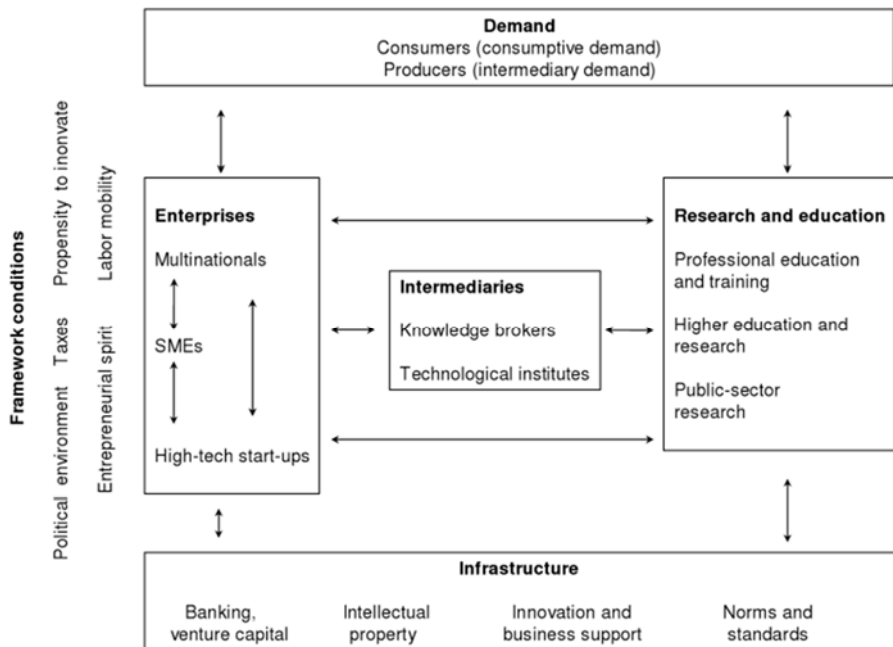 Demand
Consumers (consumptive demand)
Producers (intermediary demand)
Framework conditions
Political environment Taxes Propensity to inonvate
Entrepreneurial spirit Labor mobility
Enterprises
Multinationals
SMEs
High-tech start-ups
Intermediaries
Knowledge brokers
Technological institutes
Research and education
Professional education
and training
Higher education and
research
Public-sector
research
Infrastructure
Banking,
venture capital
Intellectual
property
Innovation and
business support
Norms and
standards